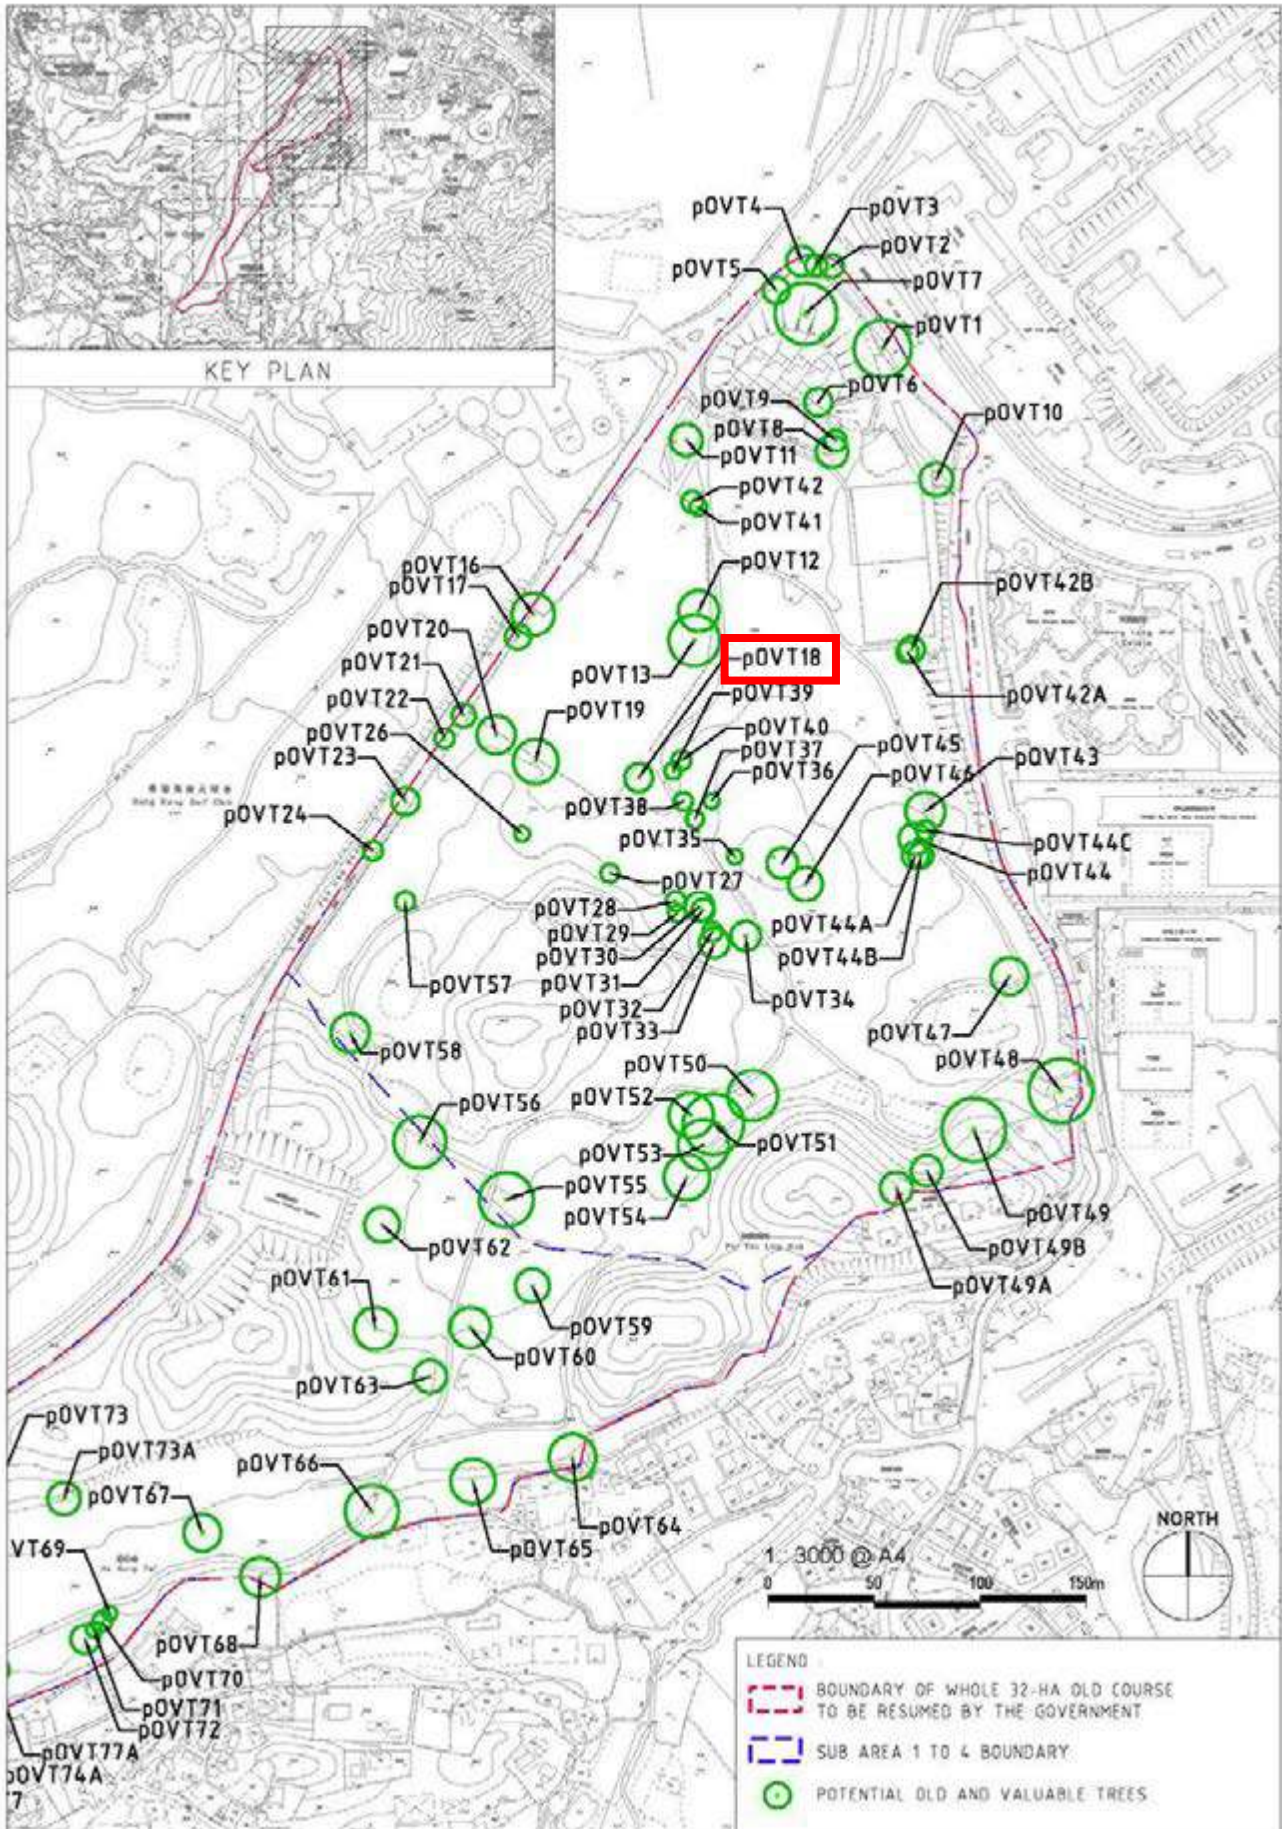 KEY PLAN
pOVT4
pOVT3
pOVT2
pOVT5
pOVT7
pOVT1
pOVT6
pOVT9
pOVT10
pOVT8
pOVT11
pOVT42
pOVT41
pOVT16
pOVT12
pOVT17
pOVT42B
pOVT20
pOVT18
pOVT21
pOVT13
pOVT42A
pOVT22
pOVT39
pOVT19
pOVT26
pOVT40
pOVT45
pOVT37
pOVT43
pOVT23
pOVT36
pOVT46
pOVT38
pOVT24
pOVT35
pOVT44C
pOVT44
pOVT27
pOVT28
pOVT44A
pOVT29
pOVT30
pOVT44B
pOVT57
pOVT31
pOVT34
pOVT32
pOVT33
pOVT47
pOVT58
pOVT50
pOVT48
pOVT56
pOVT52
pOVT51
pOVT53
pOVT55
pOVT49
pOVT54
pOVT62
pOVT49B
pOVT61
pOVT49A
pOVT59
pOVT60
pOVT63
pOVT73
pOVT73A
pOVT66
pOVT67
NORTH
pOVT64
VT69
pOVT65
1 : 3000 @ A4
0 50 100 150m
pOVT68
pOVT70
pOVT71
pOVT72
pOVT77A
pOVT74A
7
LEGEND :
BOUNDARY OF WHOLE 32-HA OLD COURSE
TO BE RESUMED BY THE GOVERNMENT
SUB AREA 1 TO 4 BOUNDARY
POTENTIAL OLD AND VALUABLE TREES